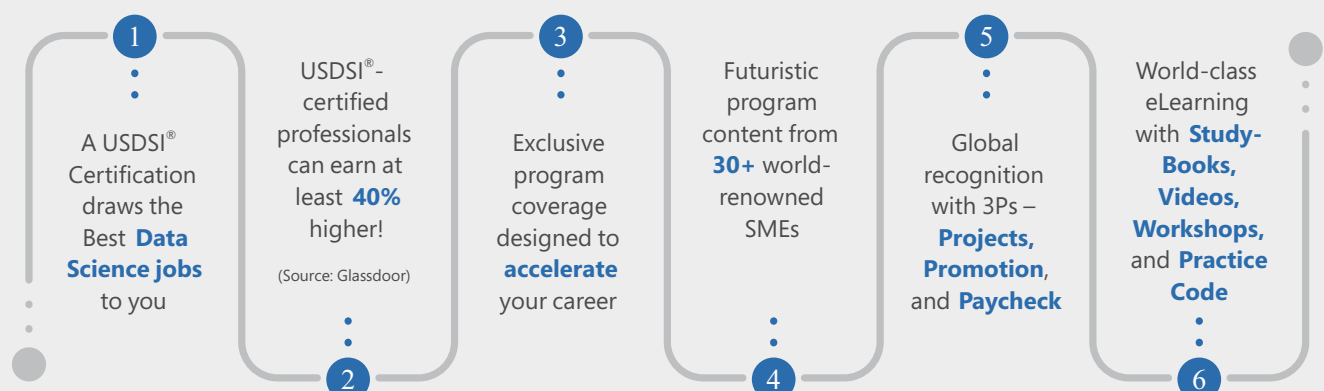 1
A USDSI®
Certification
draws the
Best Data
Science jobs
to you
USDSI®-
certified
professionals
can earn at
least 40%
higher!
(Source: Glassdoor)
2
3
Exclusive
program
coverage
designed to
accelerate
your career
Futuristic
program
content from
30+ world-
renowned
SMEs
4
5
Global
recognition
with 3Ps –
Projects,
Promotion,
and Paycheck
World-class
eLearning
with Study-
Books,
Videos,
Workshops,
and Practice
Code
6